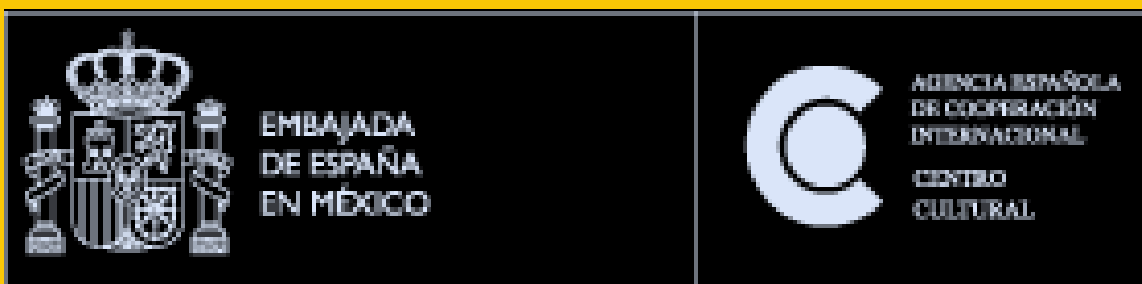 EMBAJADA
DE ESPAÑA
EN MÉXICO
AGENCIA ESPAÑOLA
DE COOPERACIÓN
INTERNACIONAL
CENTRO
CULTURAL